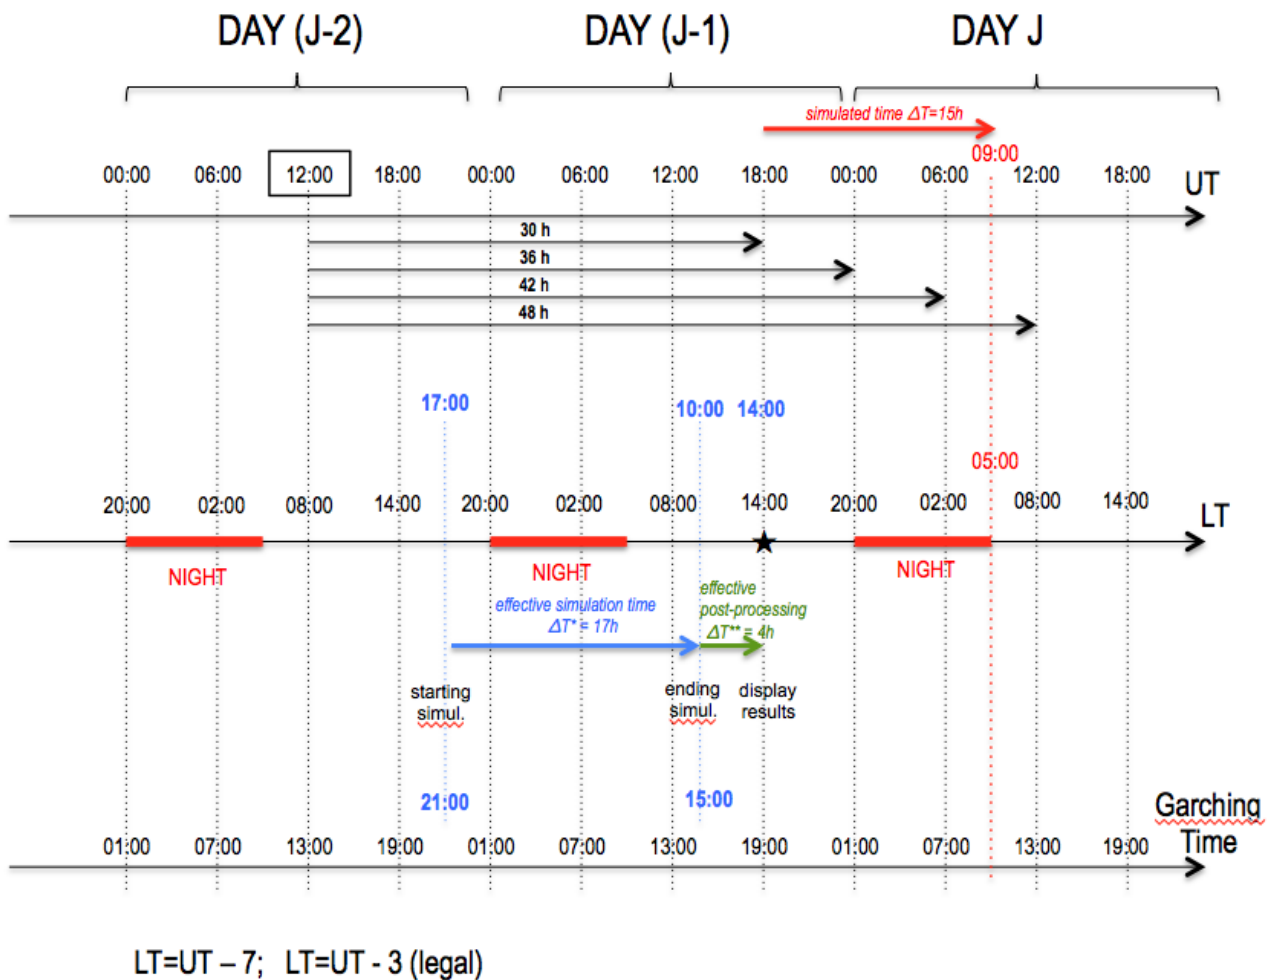 DAY (J-2) DAY (J-1) DAY J
simulated time ΔT=15h
09:00
00:00 06:00 12:00 18:00 00:00 06:00 12:00 18:00 00:00 06:00 12:00 18:00 UT
30 h
36 h
42 h
48 h
17:00 10:00 14:00
05:00
20:00 02:00 08:00 14:00 20:00 02:00 08:00 14:00 20:00 02:00 08:00 14:00 LT
NIGHT NIGHT NIGHT
effective simulation time
ΔT* = 17h
effective
post-processing
ΔT** = 4h
starting
simul.
ending
simul.
display
results
21:00 15:00
Garching
Time
01:00 07:00 13:00 19:00 01:00 07:00 13:00 19:00 01:00 07:00 13:00 19:00
LT=UT – 7; LT=UT - 3 (legal)